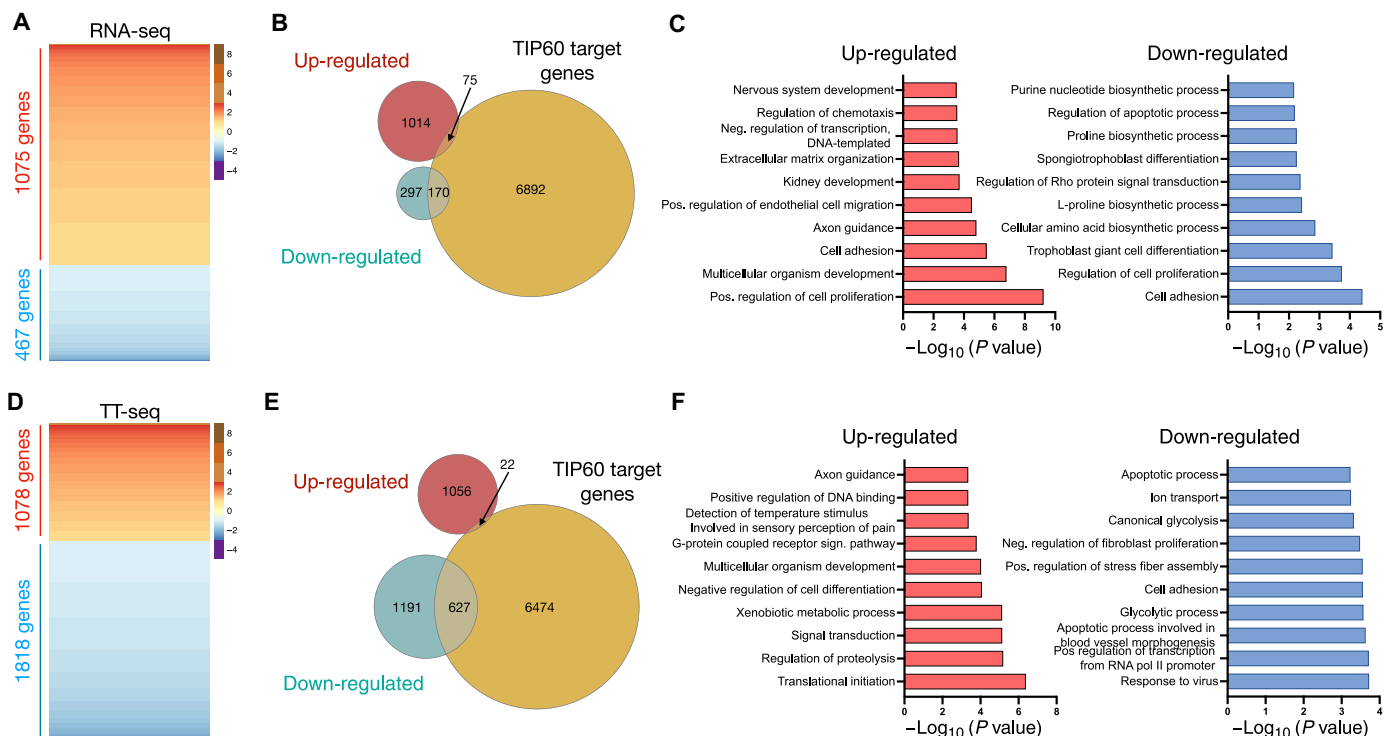 A
RNA-seq
1075 genes
467 genes
8
6
4
2
0
−2
−4
B
Up-regulated
TIP60 target
genes
75
1014
297
170
6892
Down-regulated
C
Up-regulated
Nervous system development
Regulation of chemotaxis
Neg. regulation of transcription,
DNA-templated
Extracellular matrix organization
Kidney development
Pos. regulation of endothelial cell migration
Axon guidance
Cell adhesion
Multicellular organism development
Pos. regulation of cell proliferation
0 2 4 6 8 10
−Log10 (P value)
Down-regulated
Purine nucleotide biosynthetic process
Regulation of apoptotic process
Proline biosynthetic process
Spongiotrophoblast differentiation
Regulation of Rho protein signal transduction
L-proline biosynthetic process
Cellular amino acid biosynthetic process
Trophoblast giant cell differentiation
Regulation of cell proliferation
Cell adhesion
0 1 2 3 4 5
−Log10 (P value)
D
TT-seq
1078 genes
1818 genes
8
6
4
2
0
−2
−4
E
Up-regulated
22
TIP60 target
genes
1056
1191
627
6474
Down-regulated
F
Up-regulated
Axon guidance
Positive regulation of DNA binding
Detection of temperature stimulus
Involved in sensory perception of pain
G-protein coupled receptor sign. pathway
Multicellular organism development
Negative regulation of cell differentiation
Xenobiotic metabolic process
Signal transduction
Regulation of proteolysis
Translational initiation
0 2 4 6 8
−Log10 (P value)
Down-regulated
Apoptotic process
Ion transport
Canonical glycolysis
Neg. regulation of fibroblast proliferation
Pos. regulation of stress fiber assembly
Cell adhesion
Glycolytic process
Apoptotic process involved in
blood vessel morphogenesis
Pos regulation of transcription
from RNA pol II promoter
Response to virus
0 1 2 3 4
−Log10 (P value)